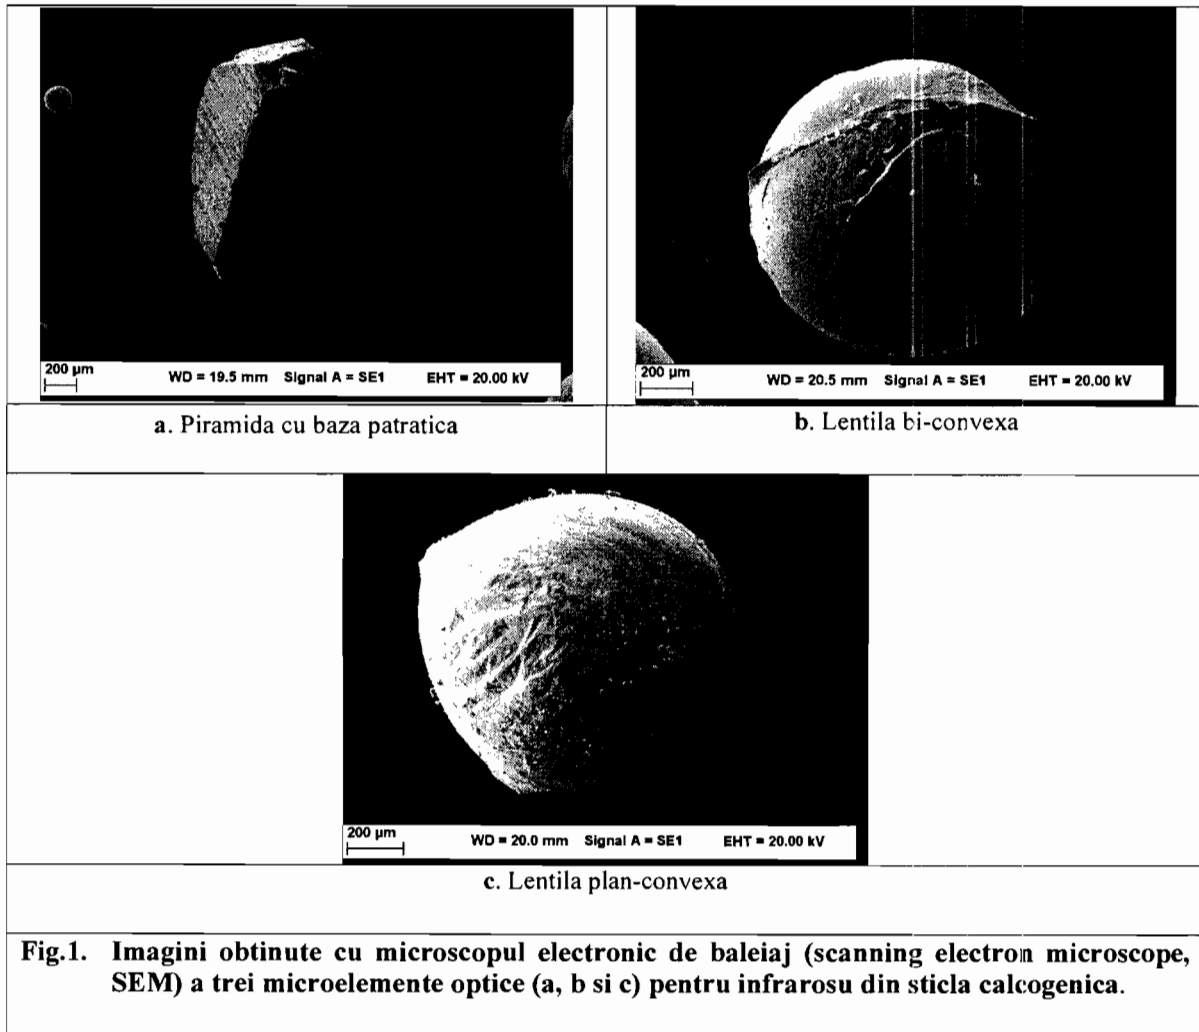 200 µm
WD = 19.5 mm Signal A = SE1 EHT = 20.00 kV
a. Piramida cu baza patratica
200 µm
WD = 20.5 mm Signal A = SE1 EHT = 20.00 kV
b. Lentila bi-convexa
200 µm
WD = 20.0 mm Signal A = SE1 EHT = 20.00 kV
c. Lentila plan-convexa
Fig.1. Imagini obtinute cu microscopul electronic de baleiaj (scanning electron microscope,
SEM) a trei microelemente optice (a, b si c) pentru infrarosu din sticla calcogenica.